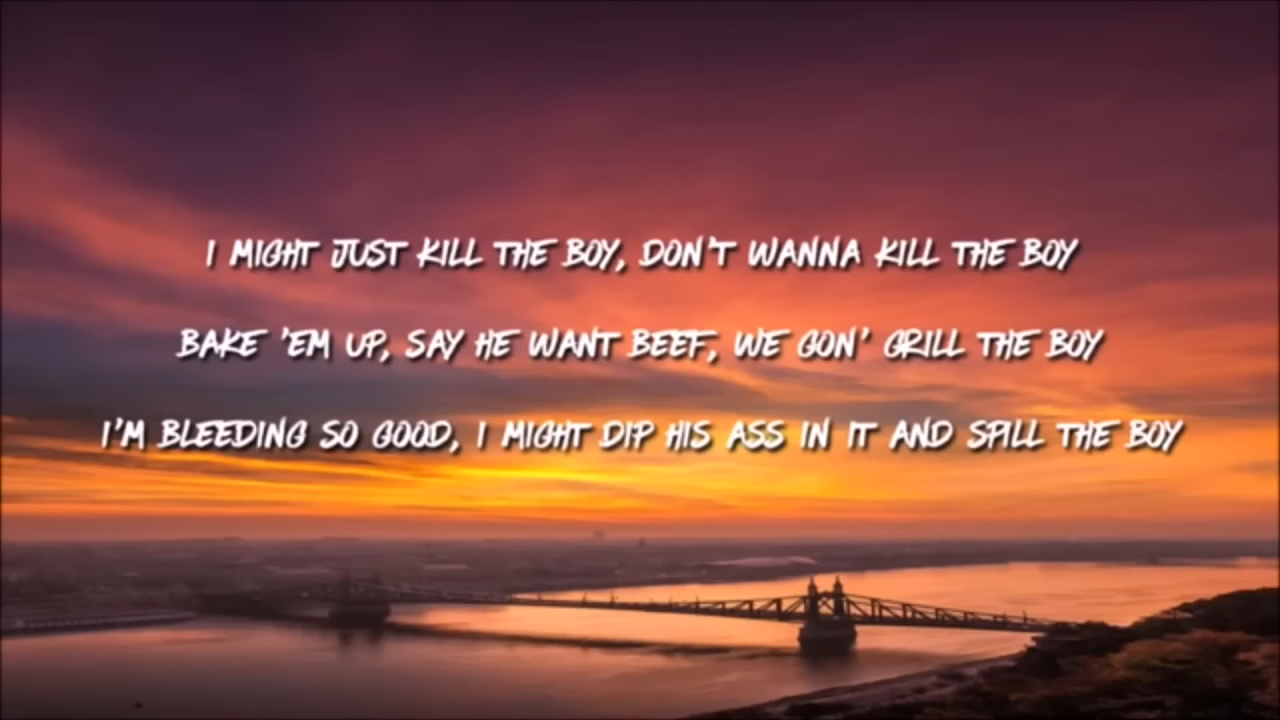 I MIGHT JUST KILL THE BOY, DON'T WANNA KILL THE BOY
BAKE 'EM UP, SAY HE WANT BEEF, WE GON' GRILL THE BOY
I'M BLEEDING SO GOOD, I MIGHT DIP HIS ASS IN IT AND SPILL THE BOY